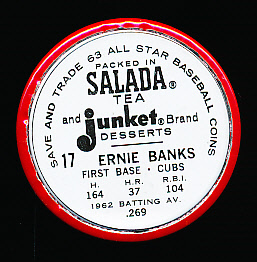 SAVE AND TRADE 63 ALL STAR BASEBALL COINS
PACKED IN
SALADA®
TEA
and Junket® Brand
DESSERTS
17 ERNIE BANKS
FIRST BASE · CUBS
H. H.R. R.B.I.
164 37 104
1962 BATTING AV.
.269